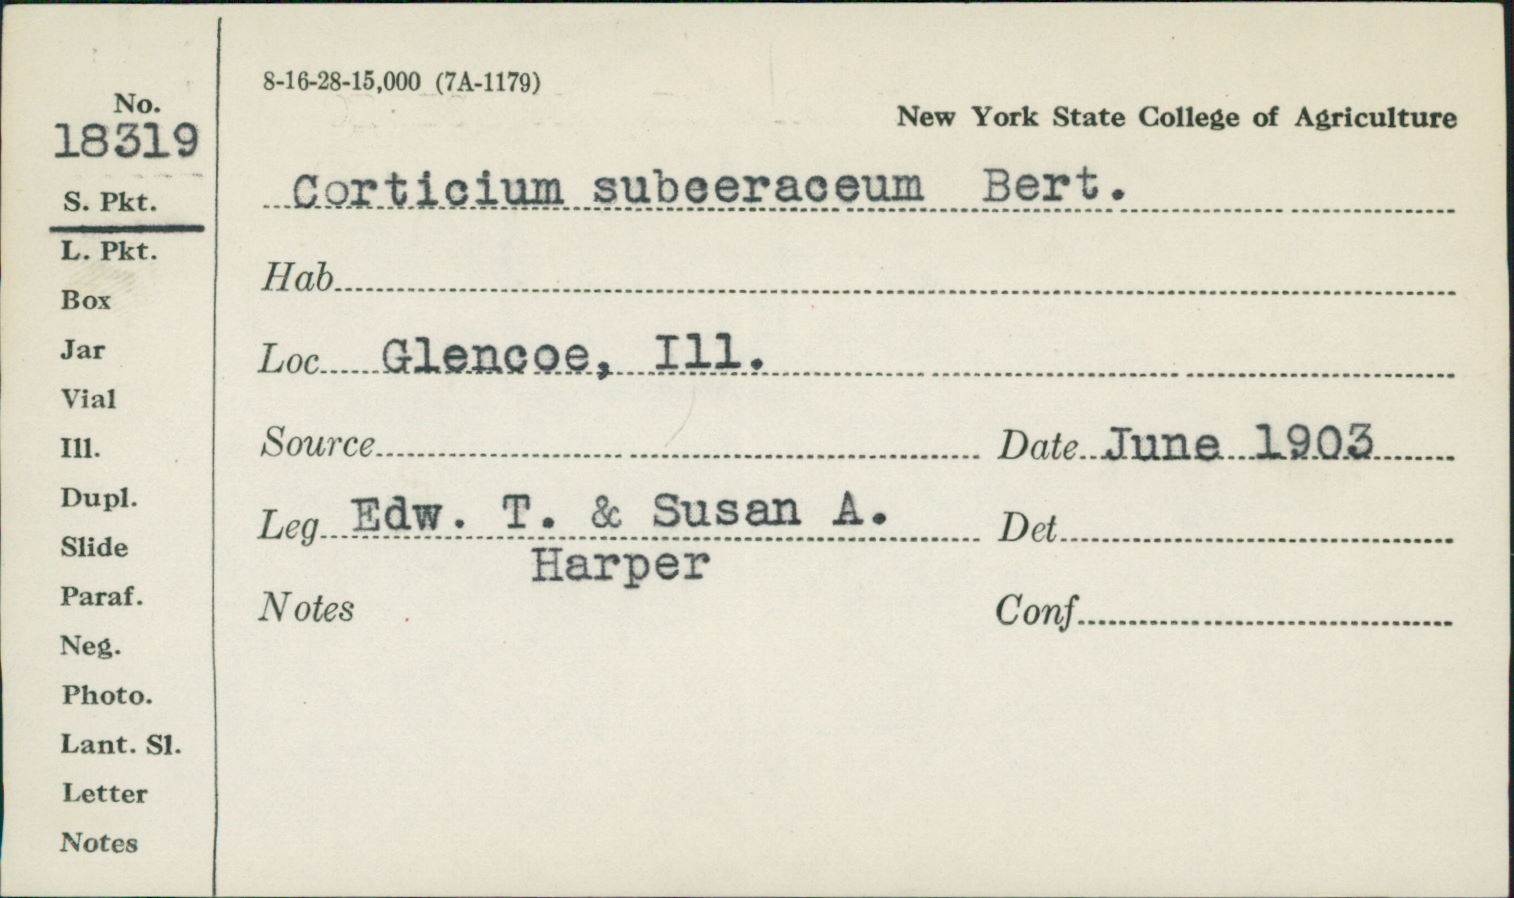 8-16-28-15,000 (7A-1179)
New York State College of Agriculture
No.
18319
S. Pkt.
L. Pkt.
Box
Jar
Vial
Ill.
Dupl.
Slide
Paraf.
Neg.
Photo.
Lant. Sl.
Letter
Notes
Corticium subceraceum Bert.
Hab
Loc Glencoe, Ill.
Source Date June 1903
Leg Edw. T. & Susan A. Det
Harper
Notes Conf